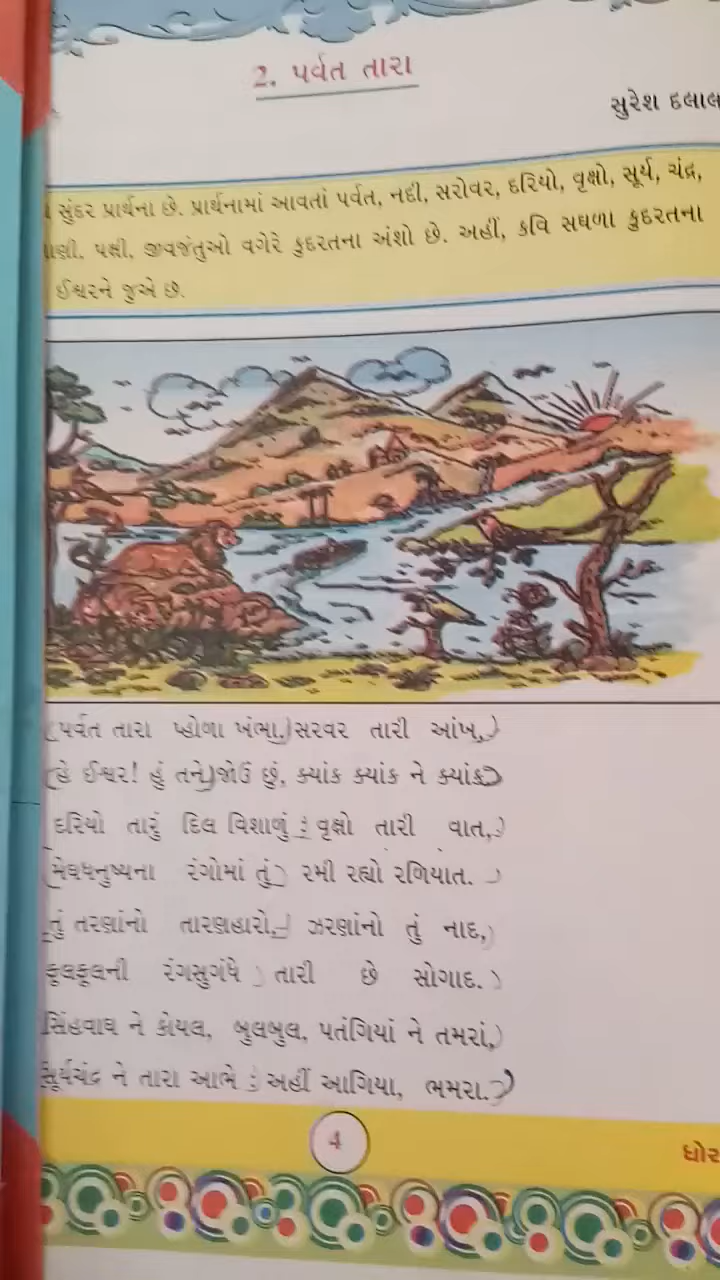 2. પર્વત તારા
સુરેશ દલાલ
સુંદર પ્રાર્થના છે. પ્રાર્થનામાં આવતાં પર્વત, નદી, સરોવર, દરિયો, વૃક્ષો, સૂર્ય, ચંદ્ર,
પક્ષી, જીવજંતુઓ વગેરે કુદરતના અંશો છે. અહીં, કવિ સઘળા કુદરતના
ઈશ્વરને જુએ છે.
પર્વત તારા પ્હોળા ખંભા, સરવર તારી આંખ,
હે ઈશ્વર! હું તને જોઉં છું, ક્યાંક ક્યાંક ને ક્યાંક
દરિયો તારું દિલ વિશાળું : વૃક્ષો તારી વાત,
મેઘધનુષ્યના રંગોમાં તું રમી રહ્યો રળિયાત.
તું તરણાંનો તારણહારો, ઝરણાંનો તું નાદ,
ફૂલફૂલની રંગસુગંધે તારી છે સોગાદ.
સિંહવાઘ ને કોયલ, બુલબુલ, પતંગિયાં ને તમરાં,
સૂર્યચંદ્ર ને તારા આભે : અહીં આગિયા, ભમરા.
4